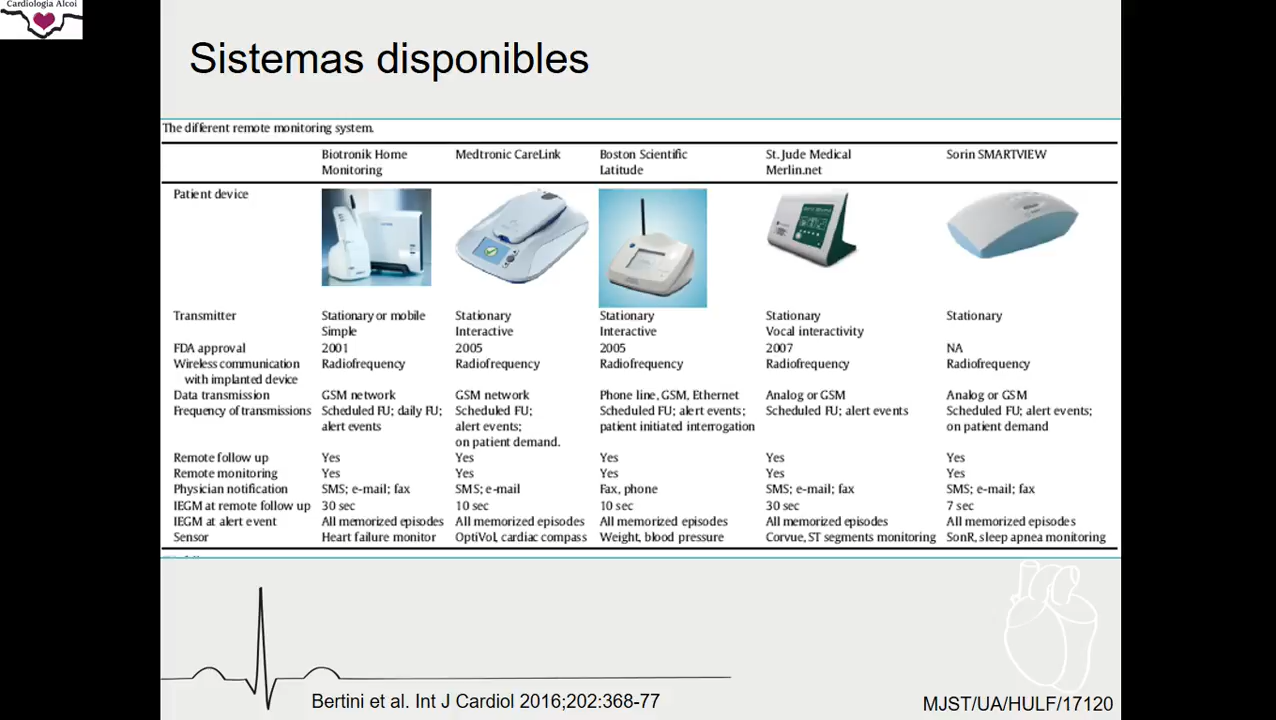 Cardiología Alcoi
Sistemas disponibles
The different remote monitoring system.
Biotronik Home Monitoring	Medtronic CareLink	Boston Scientific Latitude	St. Jude Medical Merlin.net	Sorin SMARTVIEW
Patient device
Transmitter	Stationary or mobile Simple	Stationary Interactive	Stationary Interactive	Stationary Vocal interactivity	Stationary
FDA approval	2001	2005	2005	2007	NA
Wireless communication with implanted device	Radiofrequency	Radiofrequency	Radiofrequency	Radiofrequency	Radiofrequency
Data transmission	GSM network	GSM network	Phone line, GSM, Ethernet	Analog or GSM	Analog or GSM
Frequency of transmissions	Scheduled FU; daily FU; alert events	Scheduled FU; alert events; on patient demand.	Scheduled FU; alert events; patient initiated interrogation	Scheduled FU; alert events	Scheduled FU; alert events; on patient demand
Remote follow up	Yes	Yes	Yes	Yes	Yes
Remote monitoring	Yes	Yes	Yes	Yes	Yes
Physician notification	SMS; e-mail; fax	SMS; e-mail	Fax, phone	SMS; e-mail; fax	SMS; e-mail; fax
IEGM at remote follow up	30 sec	10 sec	10 sec	30 sec	7 sec
IEGM at alert event	All memorized episodes	All memorized episodes	All memorized episodes	All memorized episodes	All memorized episodes
Sensor	Heart failure monitor	OptiVol, cardiac compass	Weight, blood pressure	Corvue, ST segments monitoring	SonR, sleep apnea monitoring
Bertini et al. Int J Cardiol 2016;202:368-77
MJST/UA/HULF/17120